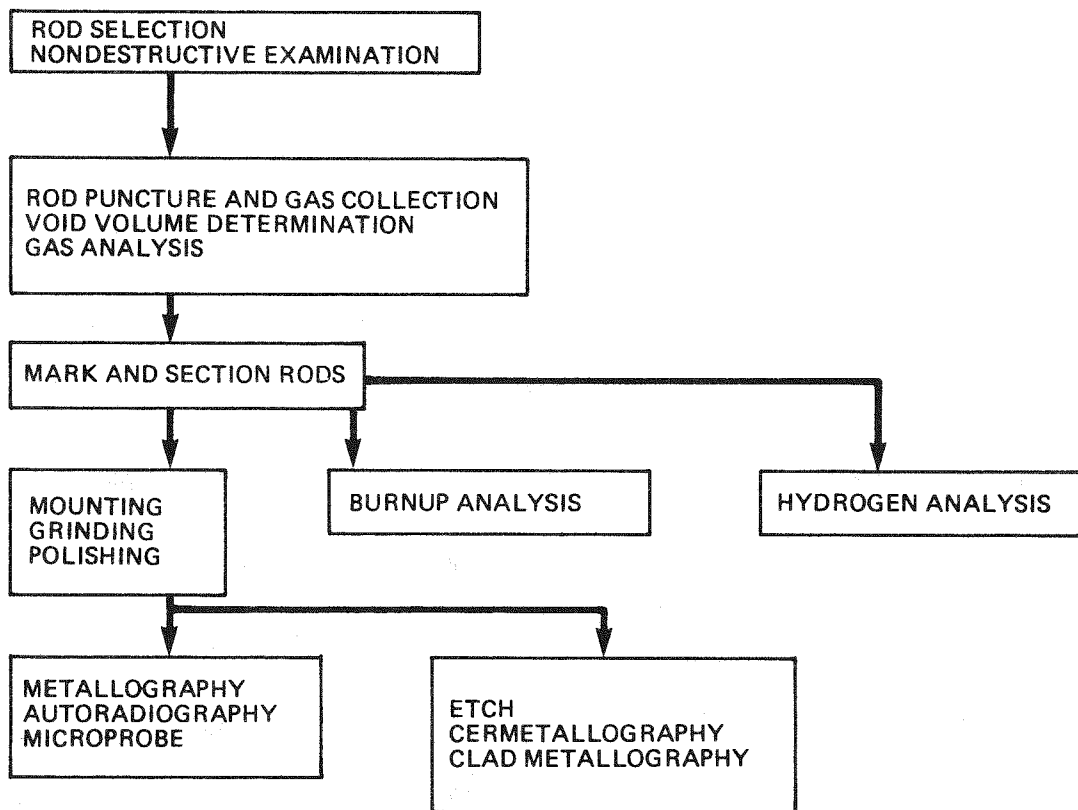 ROD SELECTION
NONDESTRUCTIVE EXAMINATION
ROD PUNCTURE AND GAS COLLECTION
VOID VOLUME DETERMINATION
GAS ANALYSIS
MARK AND SECTION RODS
MOUNTING
GRINDING
POLISHING
BURNUP ANALYSIS
HYDROGEN ANALYSIS
METALLOGRAPHY
AUTORADIOGRAPHY
MICROPROBE
ETCH
CERMETALLOGRAPHY
CLAD METALLOGRAPHY